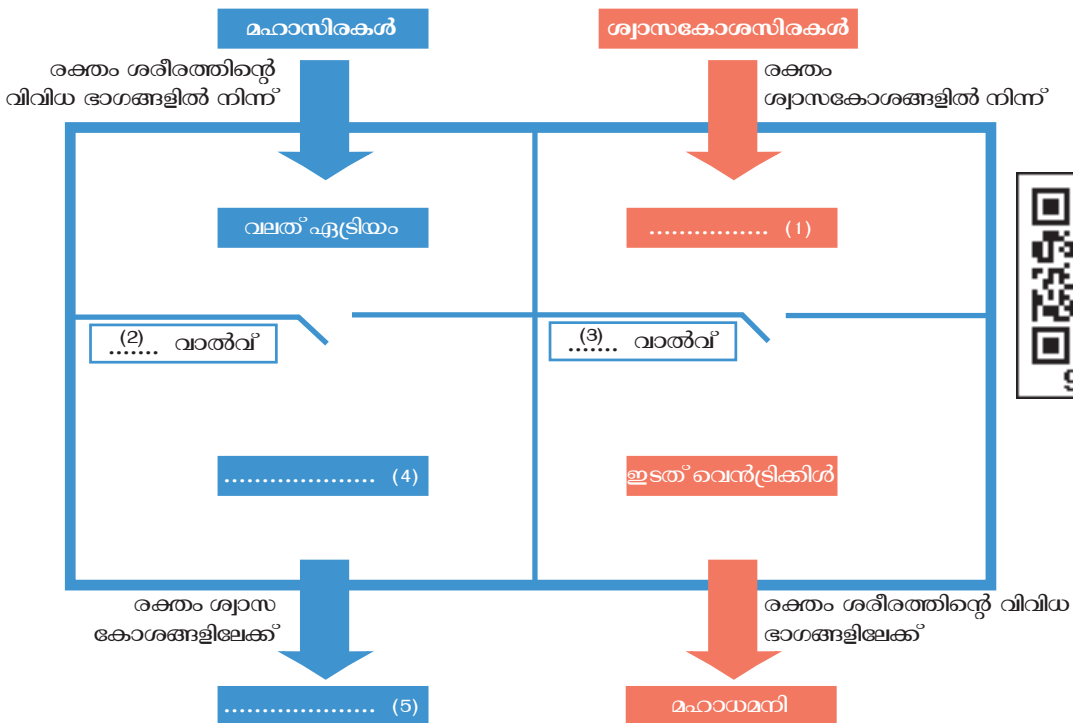 മഹാസിരകൾ
ശ്വാസകോശസിരകൾ
രക്തം ശരീരത്തിന്റെ
വിവിധ ഭാഗങ്ങളിൽ നിന്ന്
രക്തം
ശ്വാസകോശങ്ങളിൽ നിന്ന്
വലത് ഏട്രിയം
................ (1)
(2)
....... വാൽവ്
(3)
....... വാൽവ്
.................... (4)
ഇടത് വെൻട്രിക്കിൾ
രക്തം ശ്വാസ
കോശങ്ങളിലേക്ക്
രക്തം ശരീരത്തിന്റെ വിവിധ
ഭാഗങ്ങളിലേക്ക്
.................... (5)
മഹാധമനി